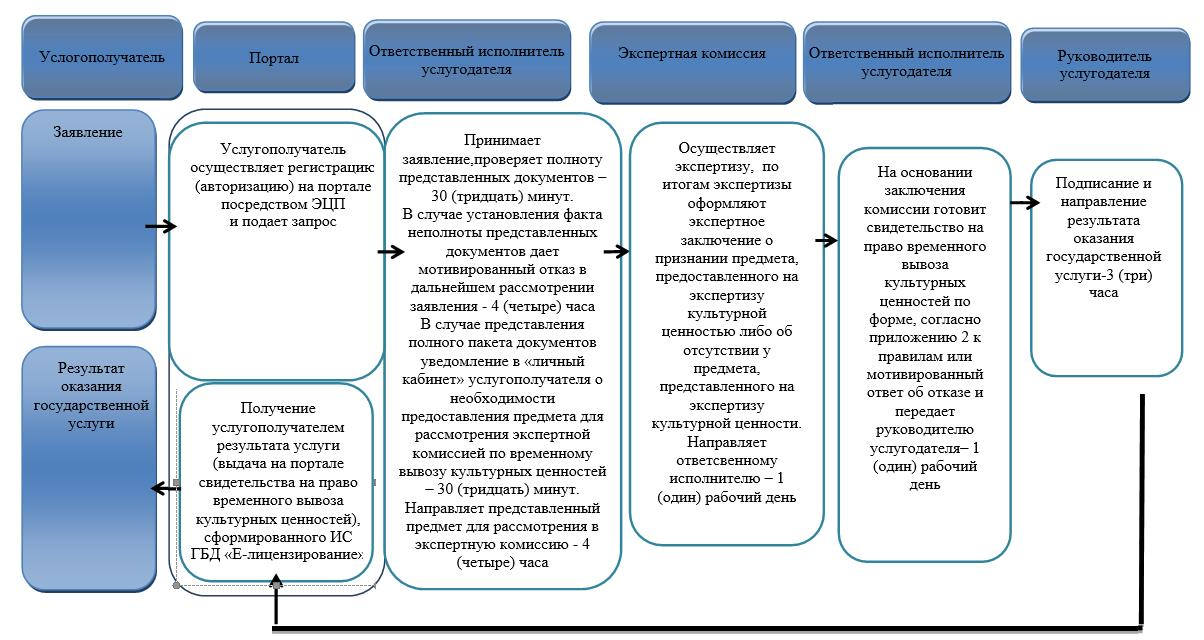 Услогополучатель
Портал
Ответственный исполнитель
услугодателя
Экспертная комиссия
Ответственный исполнитель
услугодателя
Руководитель
услугодателя
Заявление
Услугополучатель
осуществляет регистрацию
(авторизацию) на портале
посредством ЭЦП
и подает запрос
Принимает
заявление,проверяет полноту
представленных документов –
30 (тридцать) минут.
В случае установления факта
неполноты представленных
документов дает
мотивированный отказ в
дальнейшем рассмотрении
заявления - 4 (четыре) часа
В случае представления
полного пакета документов
уведомление в «личный
кабинет» услугополучателя о
необходимости
предоставления предмета для
рассмотрения экспертной
комиссией по временному
вывозу культурных ценностей
– 30 (тридцать) минут.
Направляет представленный
предмет для рассмотрения в
экспертную комиссию - 4
(четыре) часа
Осуществляет
экспертизу, по
итогам экспертизы
оформляют
экспертное
заключение о
признании предмета,
предоставленного на
экспертизу
культурной
ценностью либо об
отсутствии у
предмета,
представленного на
экспертизу
культурной ценности.
Направляет
ответсвенному
исполнителю – 1
(один) рабочий день
На основании
заключения
комиссии готовит
свидетельство на
право временного
вывоза
культурных
ценностей по
форме, согласно
приложению 2 к
правилам или
мотивированный
ответ об отказе и
передает
руководителю
услугодателя– 1
(один) рабочий
день
Подписание и
направление
результата
оказания
государственной
услуги-3 (три)
часа
Результат
оказания
государственной
услуги
Получение
услугополучателем
результата услуги
(выдача на портале
свидетельства на право
временного вывоза
культурных ценностей),
сформированного ИС
ГБД «Е-лицензирование»